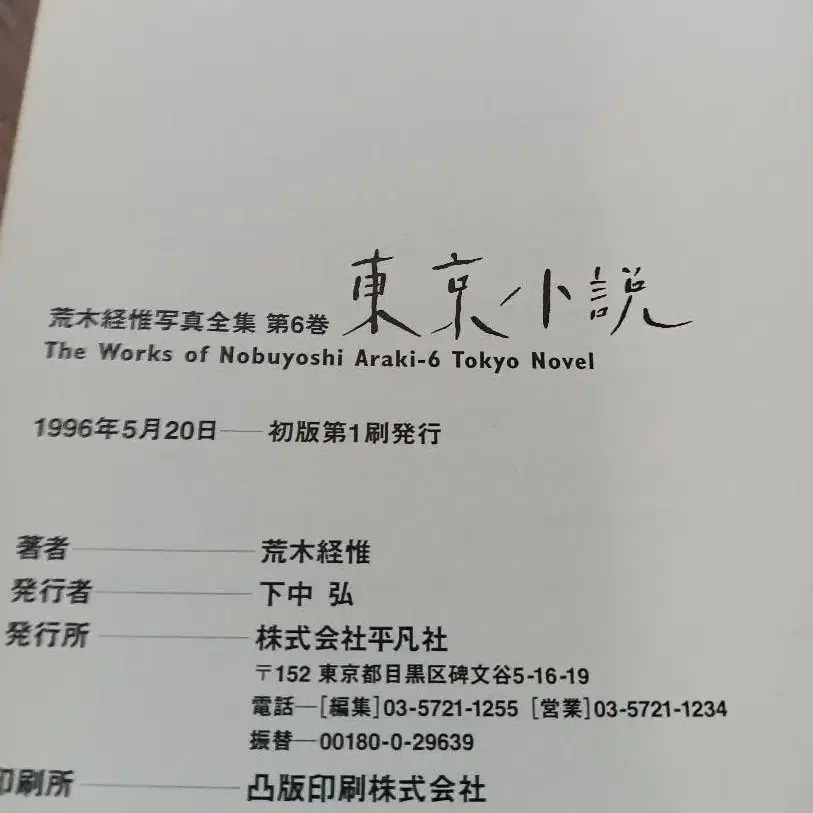 荒木経惟写真全集 第6巻 東京小説
The Works of Nobuyoshi Araki-6 Tokyo Novel
1996年5月20日──初版第1刷発行
著者──荒木経惟
発行者──下中 弘
発行所──株式会社平凡社
〒152 東京都目黒区碑文谷5-16-19
電話─[編集]03-5721-1255 [営業]03-5721-1234
振替─00180-0-29639
印刷所──凸版印刷株式会社